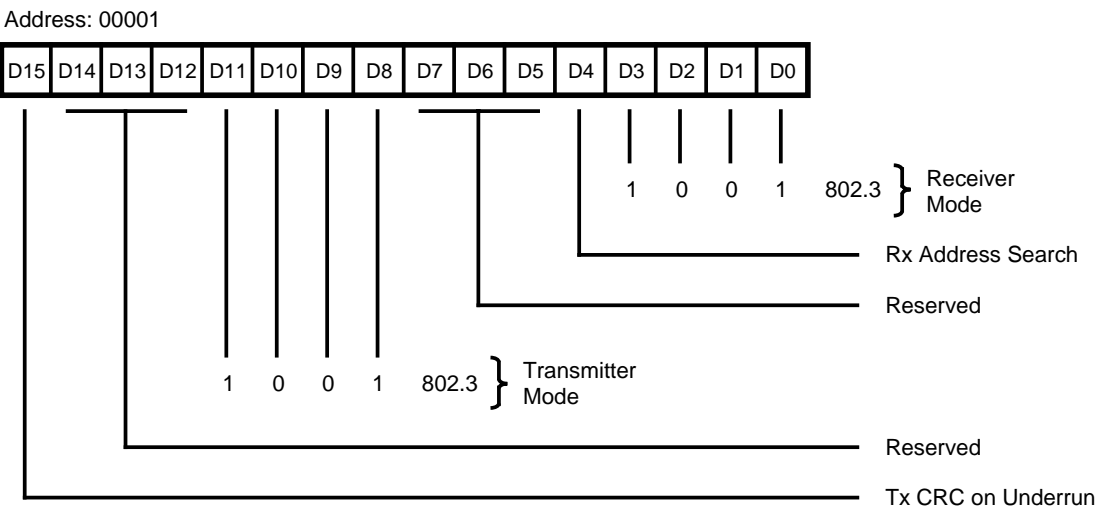 Address: 00001
D15 D14 D13 D12 D11 D10 D9 D8 D7 D6 D5 D4 D3 D2 D1 D0
1 0 0 1 802.3 } Receiver
Mode
Rx Address Search
Reserved
1 0 0 1 802.3 } Transmitter
Mode
Reserved
Tx CRC on Underrun